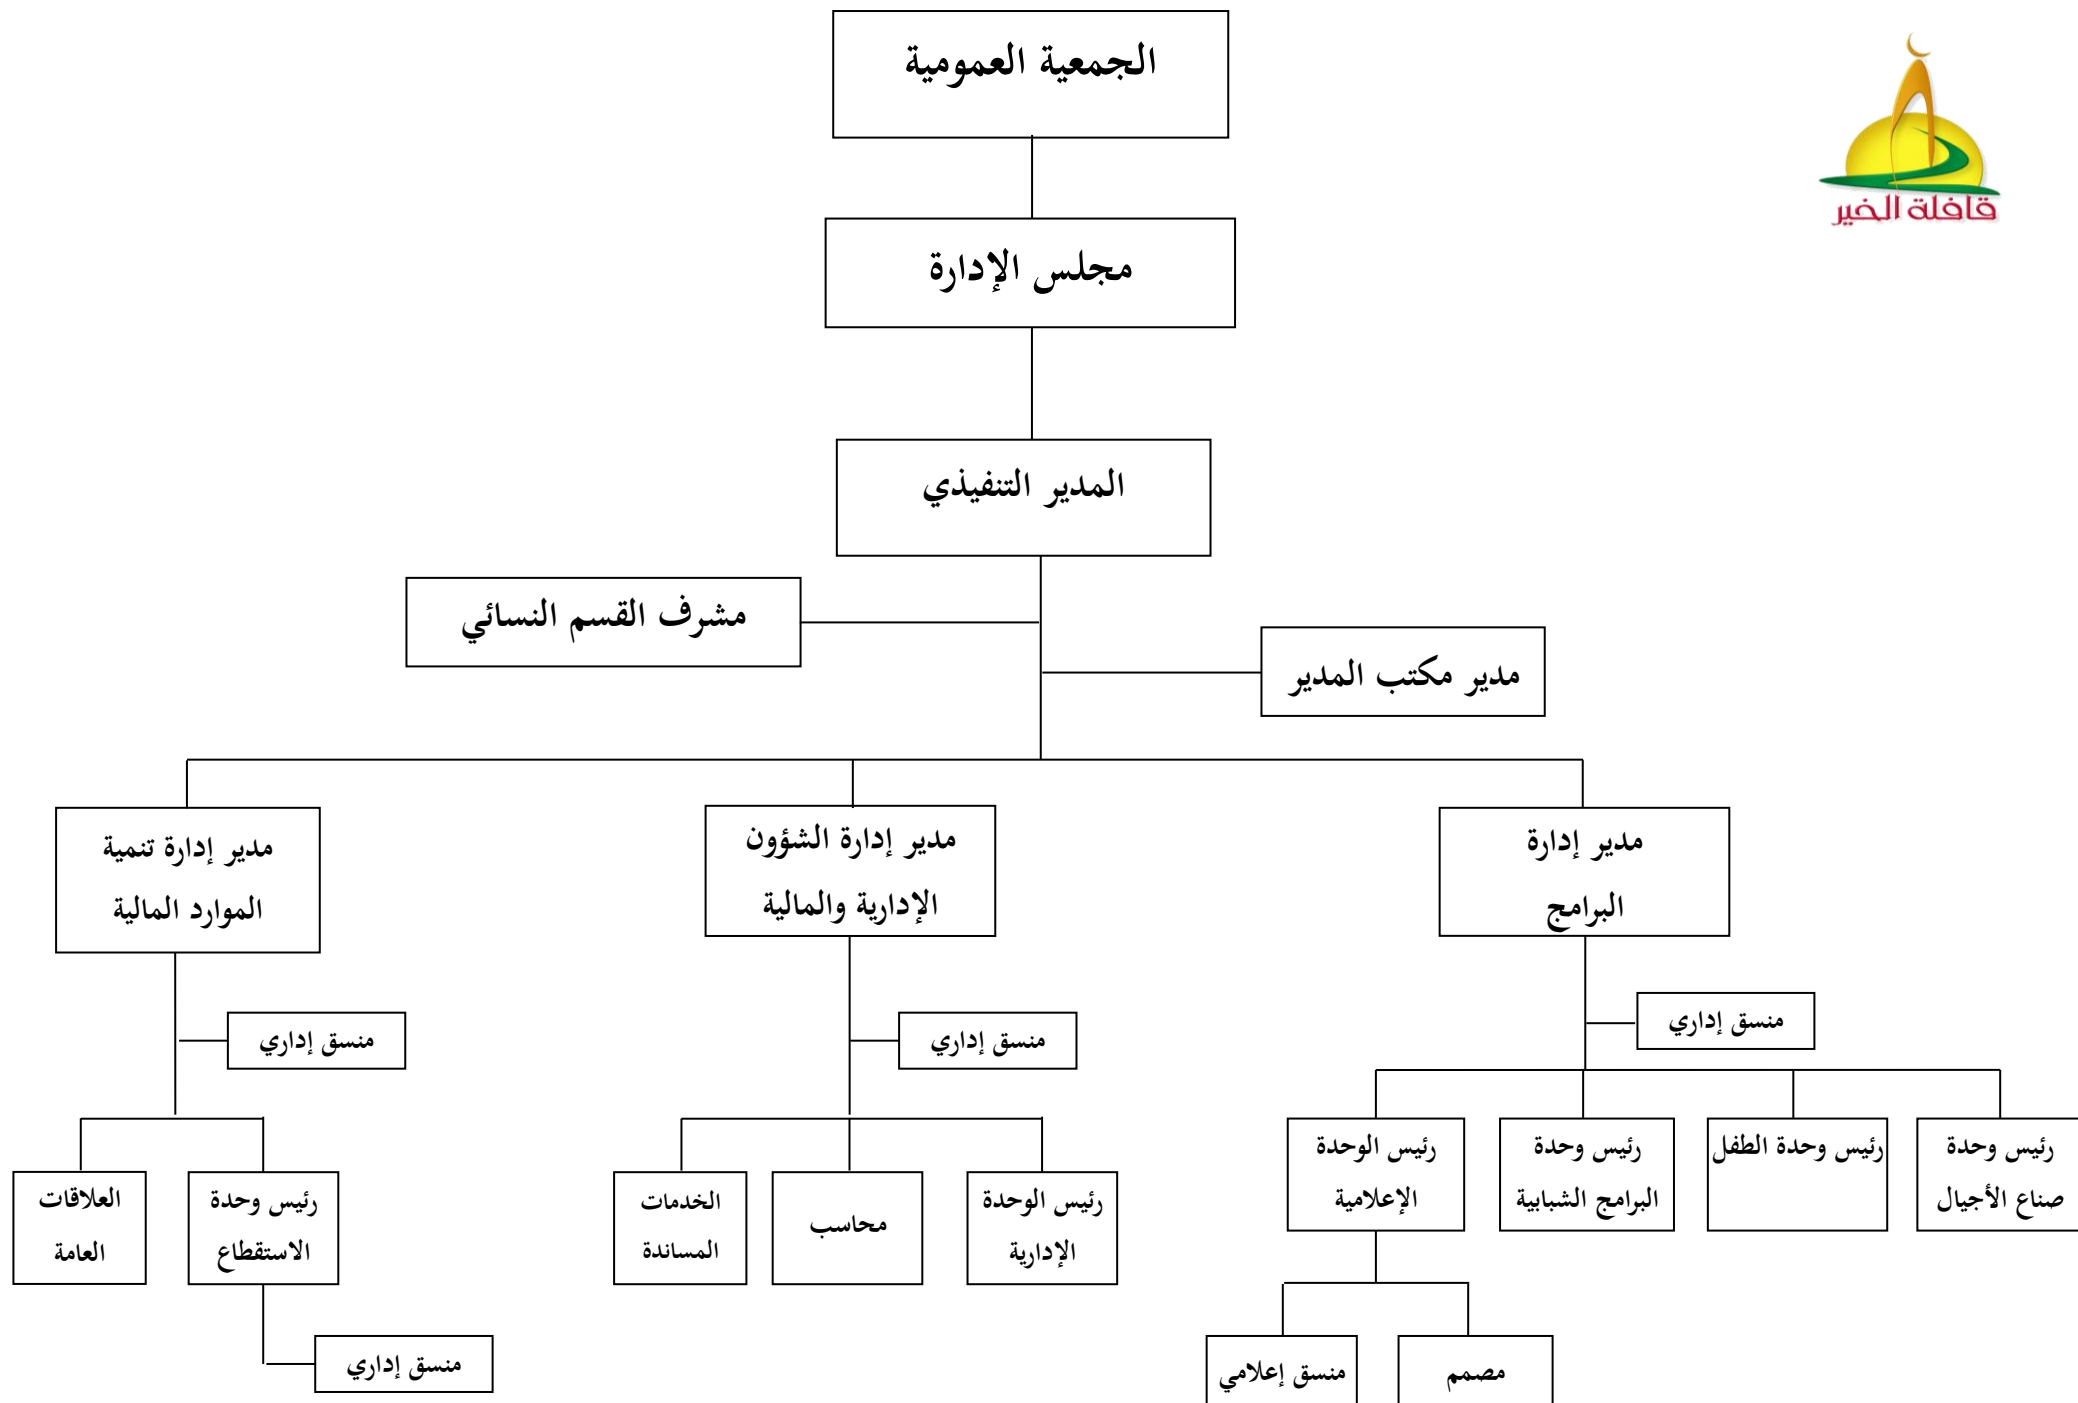 الجمعية العمومية
قافلة الخير
مجلس الإدارة
المدير التنفيذي
مشرف القسم النسائي
مدير مكتب المدير
مدير إدارة
البرامج
مدير إدارة الشؤون
الإدارية والمالية
مدير إدارة تنمية
الموارد المالية
منسق إداري
منسق إداري
منسق إداري
رئيس وحدة
صناع الأجيال
رئيس وحدة الطفل
رئيس وحدة
البرامج الشبابية
رئيس الوحدة
الإعلامية
رئيس الوحدة
الإدارية
محاسب
الخدمات
المساندة
رئيس وحدة
الاستقطاع
العلاقات
العامة
مصمم
منسق إعلامي
منسق إداري